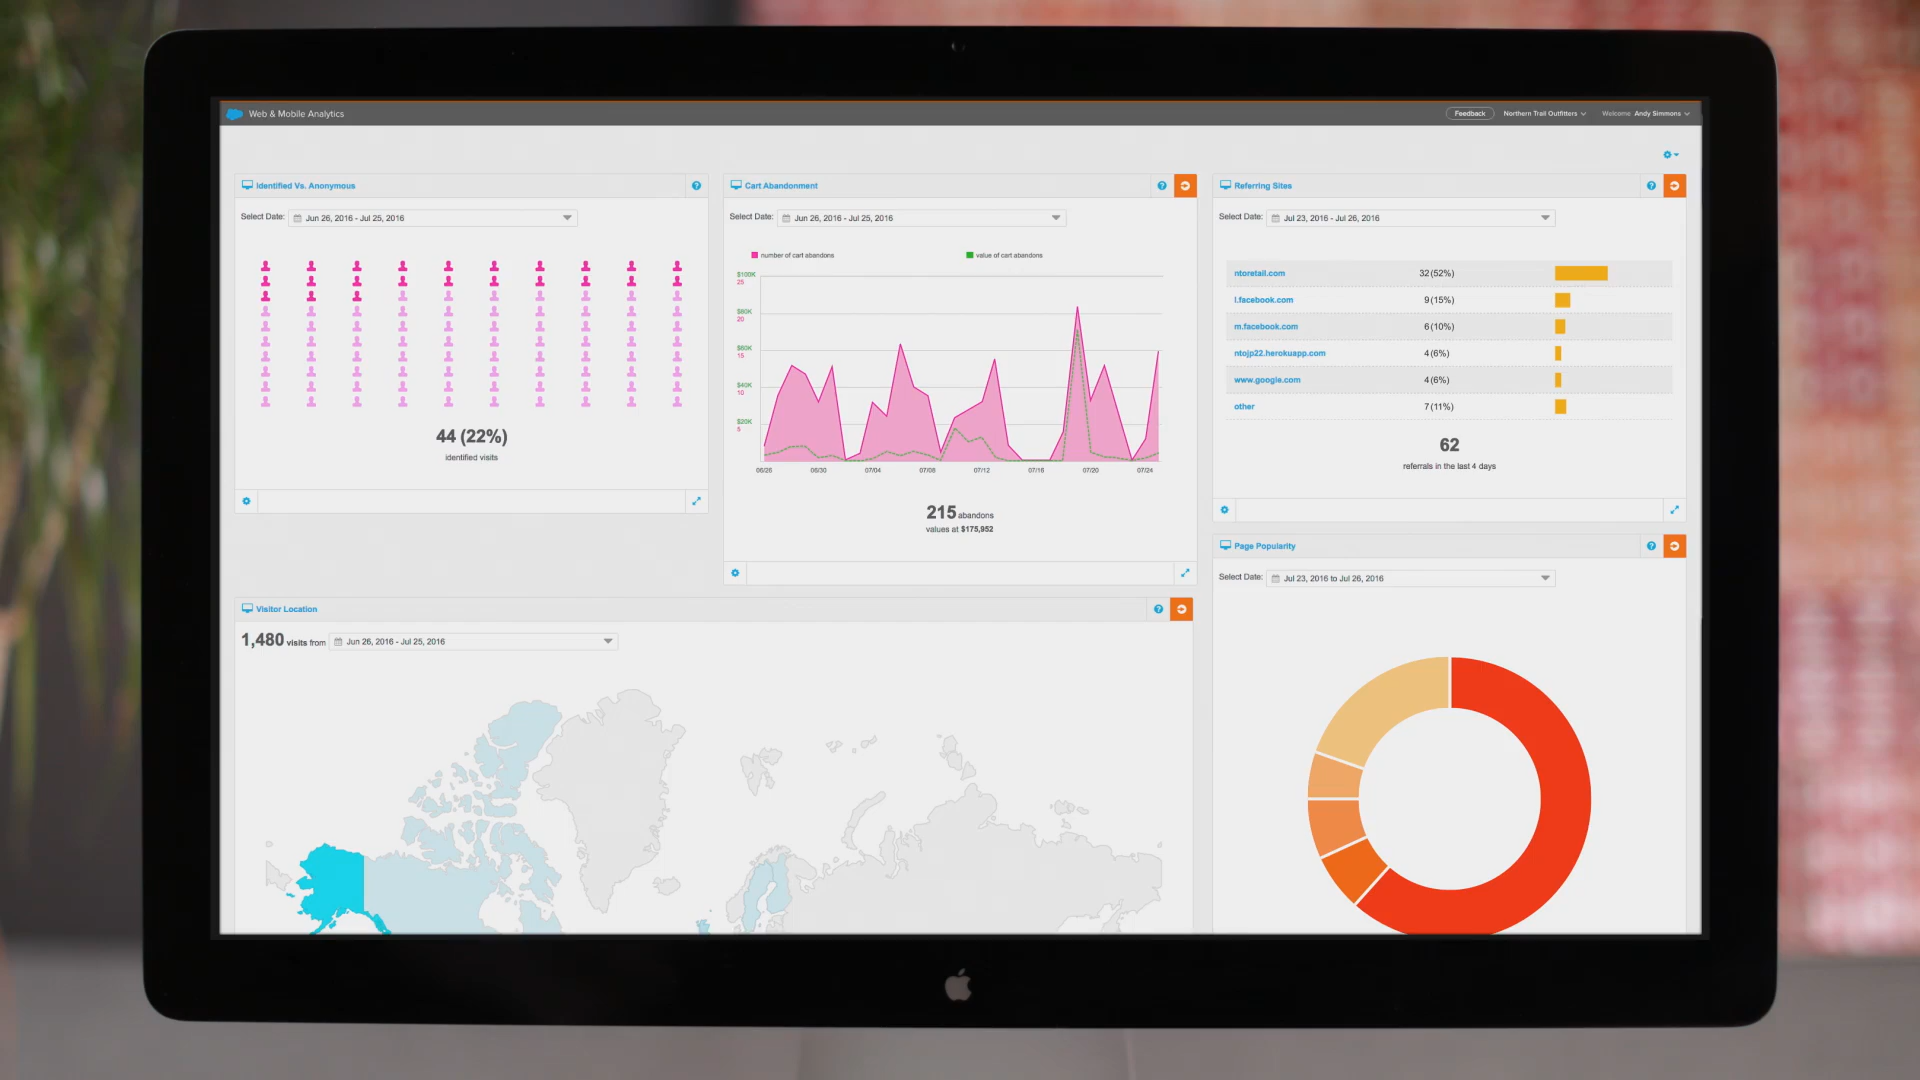 Web & Mobile Analytics
Feedback
Northern Trail Outfitters
Welcome Andy Simmons
Identified Vs. Anonymous
Select Date: Jun 26, 2016 - Jul 25, 2016
44 (22%)
identified visits
Cart Abandonment
Select Date: Jun 26, 2016 - Jul 25, 2016
number of cart abandons
value of cart abandons
$100K
25
$80K
20
$60K
15
$40K
10
$20K
5
06/26 06/30 07/04 07/08 07/12 07/16 07/20 07/24
215 abandons
values at $175,952
Referring Sites
Select Date: Jul 23, 2016 - Jul 26, 2016
ntoretail.com 32 (52%)
l.facebook.com 9 (15%)
m.facebook.com 6 (10%)
ntojp22.herokuapp.com 4 (6%)
www.google.com 4 (6%)
other 7 (11%)
62
referrals in the last 4 days
Page Popularity
Select Date: Jul 23, 2016 to Jul 26, 2016
Visitor Location
1,480 visits from Jun 26, 2016 - Jul 25, 2016